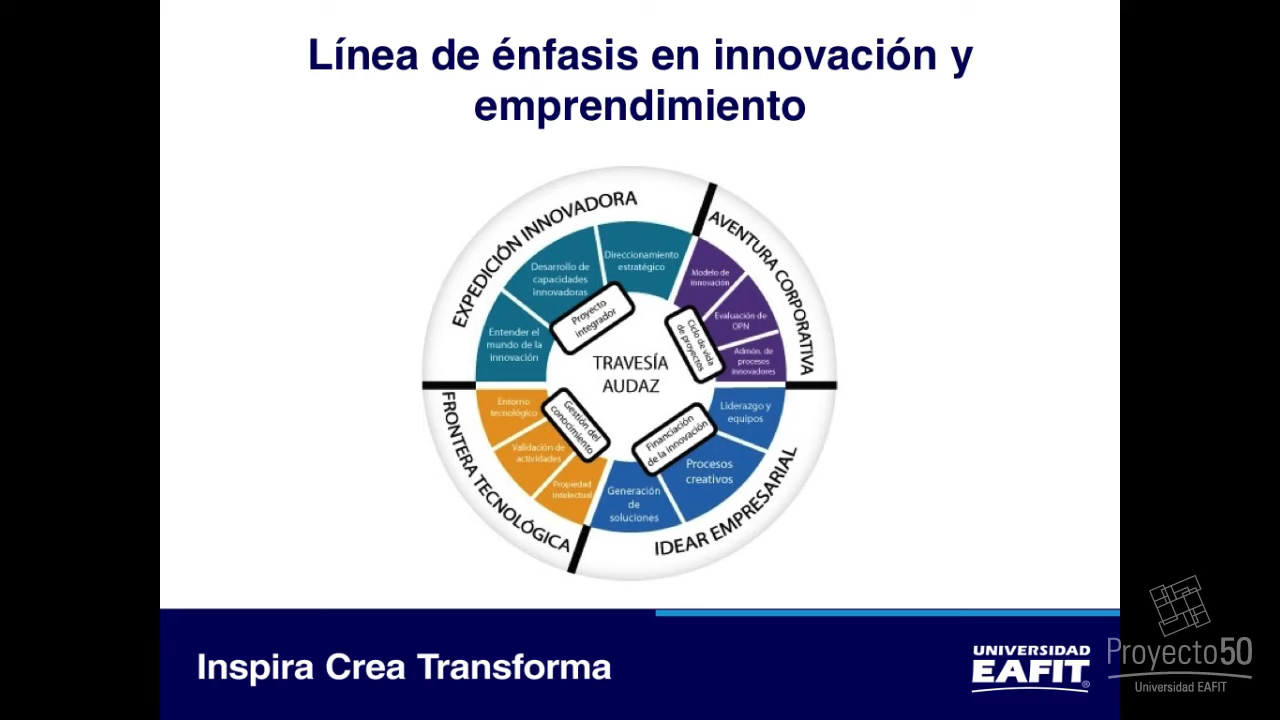 Línea de énfasis en innovación y
emprendimiento
EXPEDICIÓN INNOVADORA
Entender el
mundo de la
innovación
Desarrollo de
capacidades
innovadoras
Direccionamiento
estratégico
Proyecto
integrador
AVENTURA CORPORATIVA
Modelo de
innovación
Evaluación de
OPN
Admón. de
procesos
innovadores
Ciclo de vida
de proyectos
TRAVESÍA
AUDAZ
FRONTERA TECNOLÓGICA
Entorno
tecnológico
Validación de
actividades
Propiedad
intelectual
Gestión del
conocimiento
IDEAR EMPRESARIAL
Liderazgo y
equipos
Procesos
creativos
Generación
de
soluciones
Financiación
de la innovación
Inspira Crea Transforma
UNIVERSIDAD
EAFIT®
Proyecto50
Universidad EAFIT